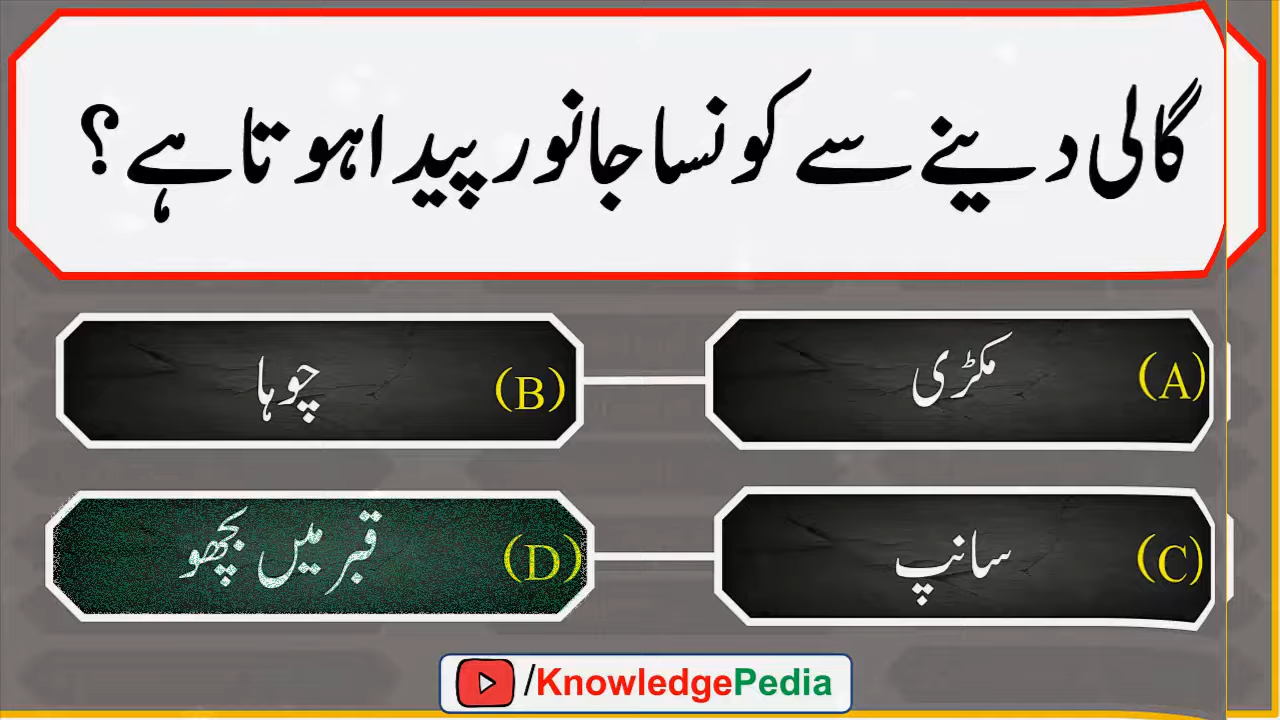 گالی دینے سے کونسا جانور پیدا ہوتا ہے؟
(A) مکڑی
(B) چوہا
(C) سانپ
(D) قبر میں بچھو
/KnowledgePedia